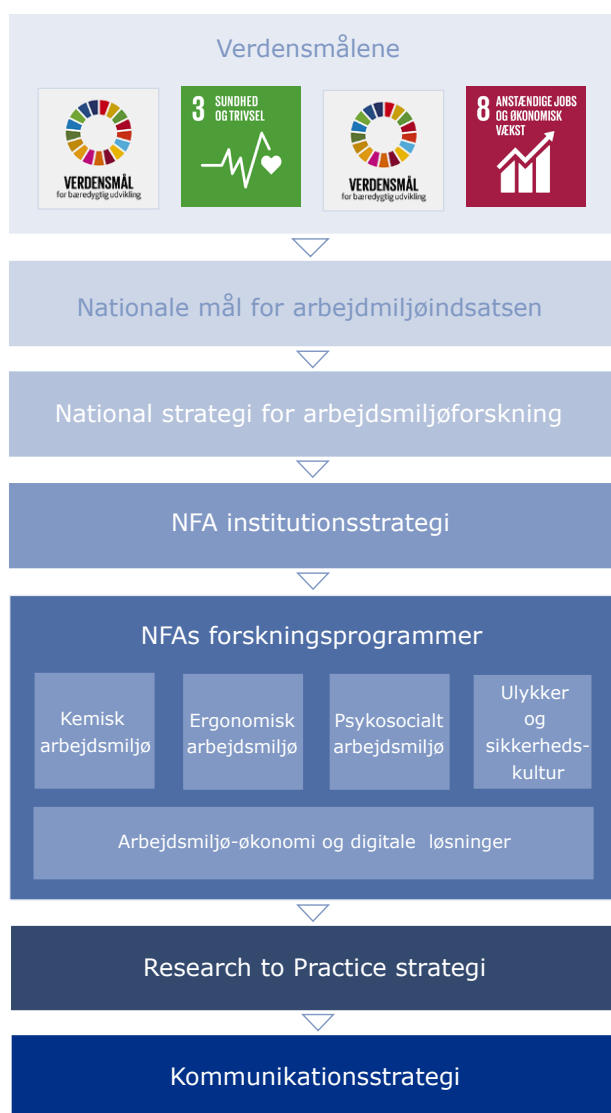 Verdensmålene
VERDENSMÅL
for bæredygtig udvikling
3 SUNDHED
OG TRIVSEL
VERDENSMÅL
for bæredygtig udvikling
8 ANSTÆNDIGE JOBS
OG ØKONOMISK
VÆKST
Nationale mål for arbejdmiljøindsatsen
National strategi for arbejdsmiljøforskning
NFA institutionsstrategi
NFAs forskningsprogrammer
Kemisk
arbejdsmiljø
Ergonomisk
arbejdsmiljø
Psykosocialt
arbejdsmiljø
Ulykker
og
sikkerheds-
kultur
Arbejdsmiljø-økonomi og digitale løsninger
Research to Practice strategi
Kommunikationsstrategi